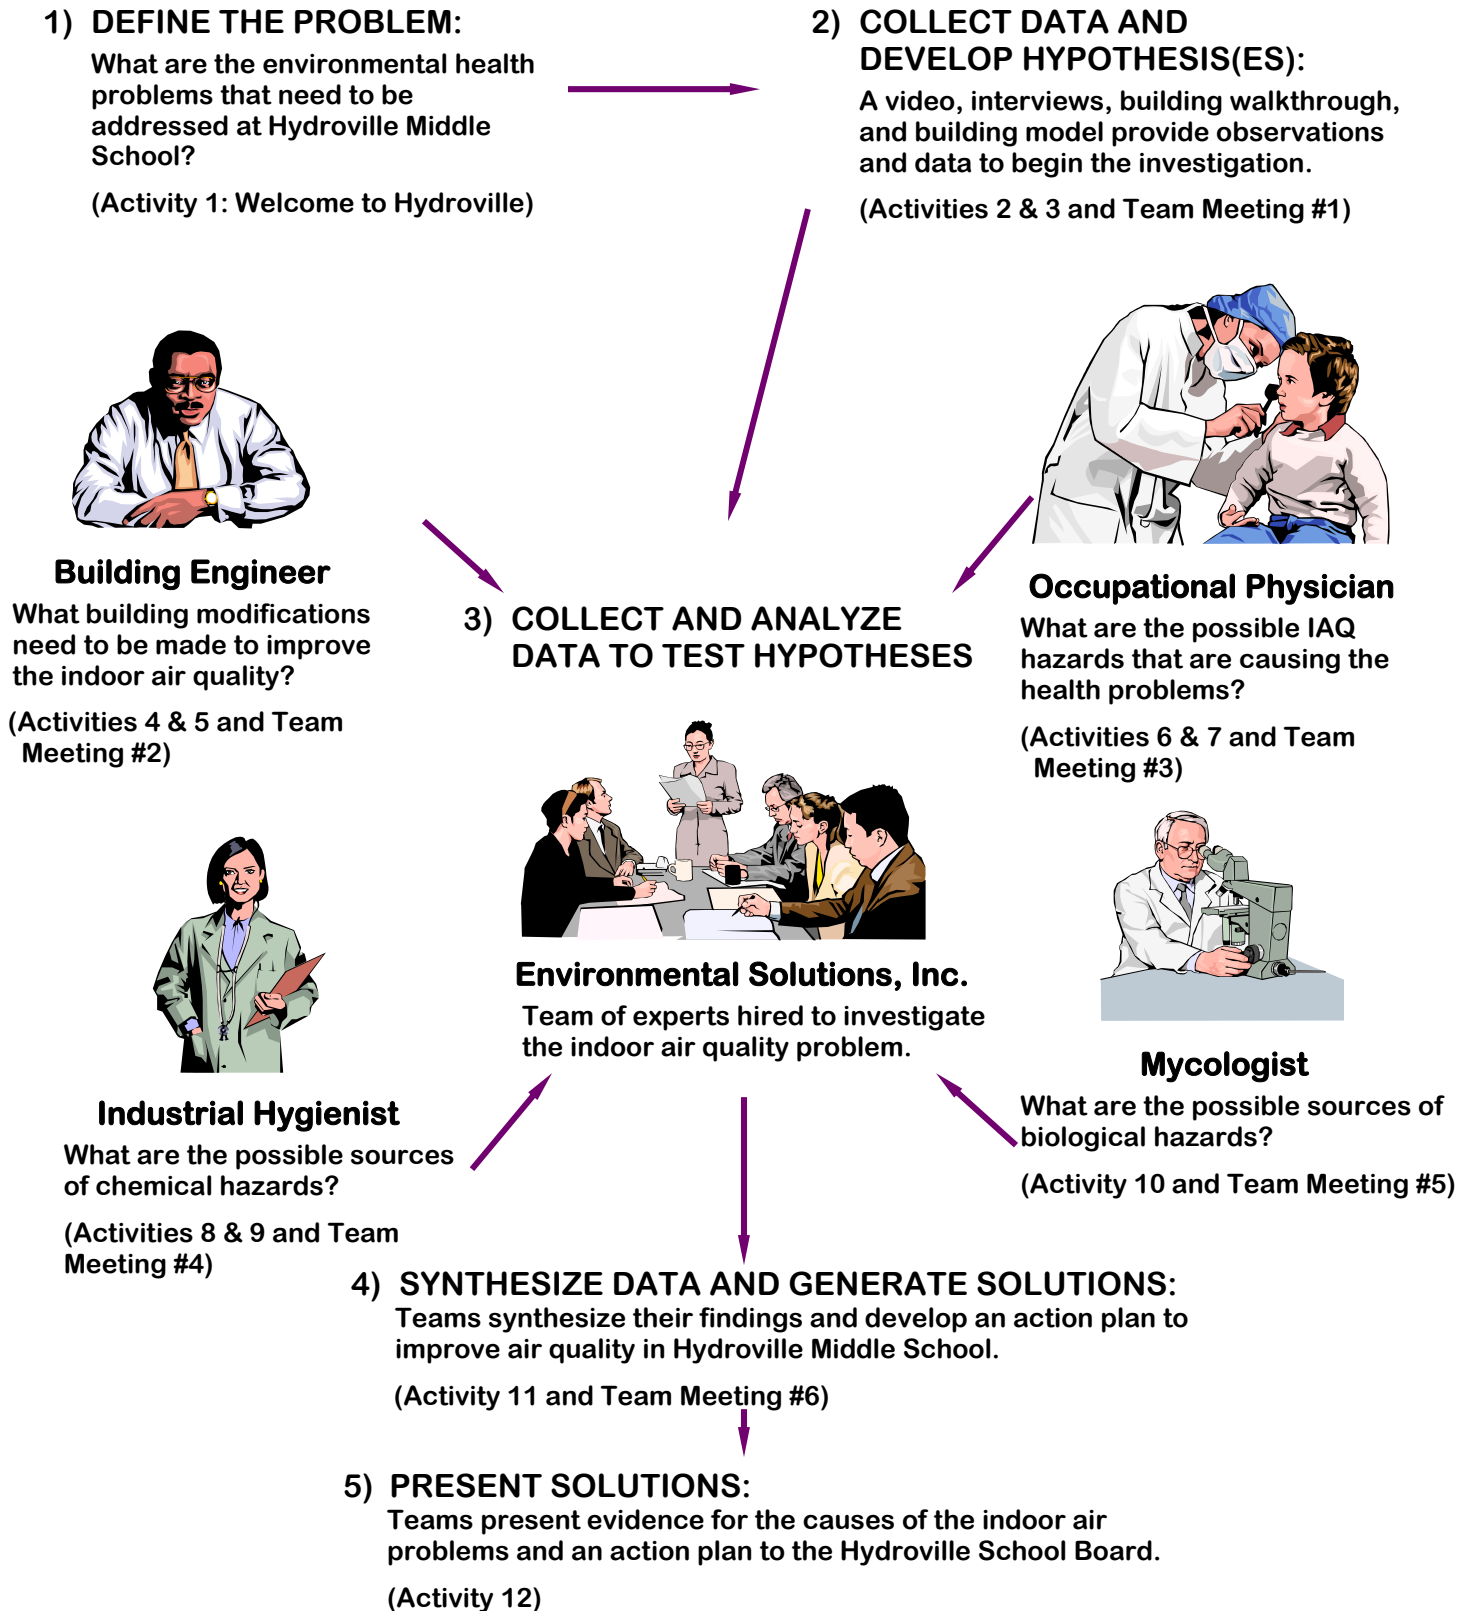 1) DEFINE THE PROBLEM:
What are the environmental health
problems that need to be
addressed at Hydroville Middle
School?
(Activity 1: Welcome to Hydroville)
2) COLLECT DATA AND
DEVELOP HYPOTHESIS(ES):
A video, interviews, building walkthrough,
and building model provide observations
and data to begin the investigation.
(Activities 2 & 3 and Team Meeting #1)
Building Engineer
What building modifications
need to be made to improve
the indoor air quality?
(Activities 4 & 5 and Team
Meeting #2)
3) COLLECT AND ANALYZE
DATA TO TEST HYPOTHESES
Occupational Physician
What are the possible IAQ
hazards that are causing the
health problems?
(Activities 6 & 7 and Team
Meeting #3)
Environmental Solutions, Inc.
Team of experts hired to investigate
the indoor air quality problem.
Industrial Hygienist
What are the possible sources
of chemical hazards?
(Activities 8 & 9 and Team
Meeting #4)
Mycologist
What are the possible sources of
biological hazards?
(Activity 10 and Team Meeting #5)
4) SYNTHESIZE DATA AND GENERATE SOLUTIONS:
Teams synthesize their findings and develop an action plan to
improve air quality in Hydroville Middle School.
(Activity 11 and Team Meeting #6)
5) PRESENT SOLUTIONS:
Teams present evidence for the causes of the indoor air
problems and an action plan to the Hydroville School Board.
(Activity 12)